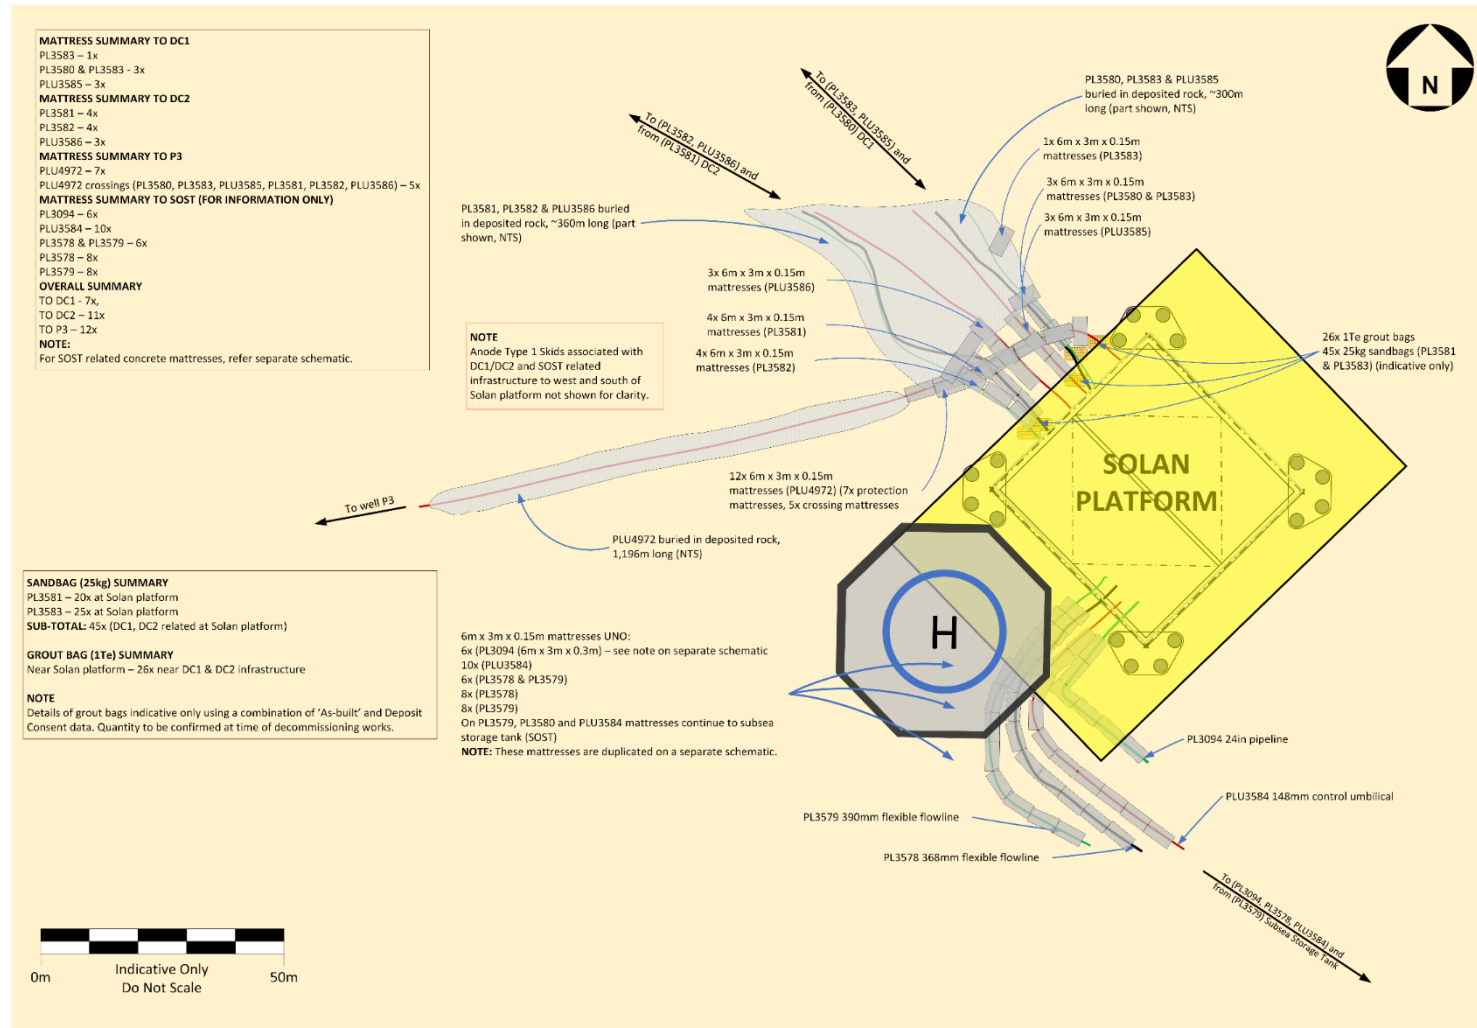 MATTRESS SUMMARY TO DC1
PL3583 – 1x
PL3580 & PL3583 - 3x
PLU3585 – 3x
MATTRESS SUMMARY TO DC2
PL3581 – 4x
PL3582 – 4x
PLU3586 – 3x
MATTRESS SUMMARY TO P3
PLU4972 – 7x
PLU4972 crossings (PL3580, PL3583, PLU3585, PL3581, PL3582, PLU3586) – 5x
MATTRESS SUMMARY TO SOST (FOR INFORMATION ONLY)
PL3094 – 6x
PLU3584 – 10x
PL3578 & PL3579 – 6x
PL3578 – 8x
PL3579 – 8x
OVERALL SUMMARY
TO DC1 - 7x,
TO DC2 – 11x
TO P3 – 12x
NOTE:
For SOST related concrete mattresses, refer separate schematic.
To (PL3582, PLU3586) and
from (PL3581) DC2
To (PL3583, PLU3585) and
from (PL3580) DC1
PL3580, PL3583 & PLU3585
buried in deposited rock, ~300m
long (part shown, NTS)
N
1x 6m x 3m x 0.15m
mattresses (PL3583)
3x 6m x 3m x 0.15m
mattresses (PL3580 & PL3583)
3x 6m x 3m x 0.15m
mattresses (PLU3585)
PL3581, PL3582 & PLU3586 buried
in deposited rock, ~360m long (part
shown, NTS)
3x 6m x 3m x 0.15m
mattresses (PLU3586)
4x 6m x 3m x 0.15m
mattresses (PL3581)
4x 6m x 3m x 0.15m
mattresses (PL3582)
NOTE
Anode Type 1 Skids associated with
DC1/DC2 and SOST related
infrastructure to west and south of
Solan platform not shown for clarity.
26x 1Te grout bags
45x 25kg sandbags (PL3581
& PL3583) (indicative only)
SOLAN
PLATFORM
12x 6m x 3m x 0.15m
mattresses (PLU4972) (7x protection
mattresses, 5x crossing mattresses
To well P3
PLU4972 buried in deposited rock,
1,196m long (NTS)
SANDBAG (25kg) SUMMARY
PL3581 – 20x at Solan platform
PL3583 – 25x at Solan platform
SUB-TOTAL: 45x (DC1, DC2 related at Solan platform)
GROUT BAG (1Te) SUMMARY
Near Solan platform – 26x near DC1 & DC2 infrastructure
NOTE
Details of grout bags indicative only using a combination of 'As-built' and Deposit
Consent data. Quantity to be confirmed at time of decommissioning works.
6m x 3m x 0.15m mattresses UNO:
6x (PL3094 (6m x 3m x 0.3m) – see note on separate schematic
10x (PLU3584)
6x (PL3578 & PL3579)
8x (PL3578)
8x (PL3579)
On PL3579, PL3580 and PLU3584 mattresses continue to subsea
storage tank (SOST)
NOTE: These mattresses are duplicated on a separate schematic.
H
PL3094 24in pipeline
PLU3584 148mm control umbilical
PL3579 390mm flexible flowline
PL3578 368mm flexible flowline
To (PL3094, PL3578, PLU3584) and
from (PL3579) Subsea Storage Tank
0m
Indicative Only
Do Not Scale
50m